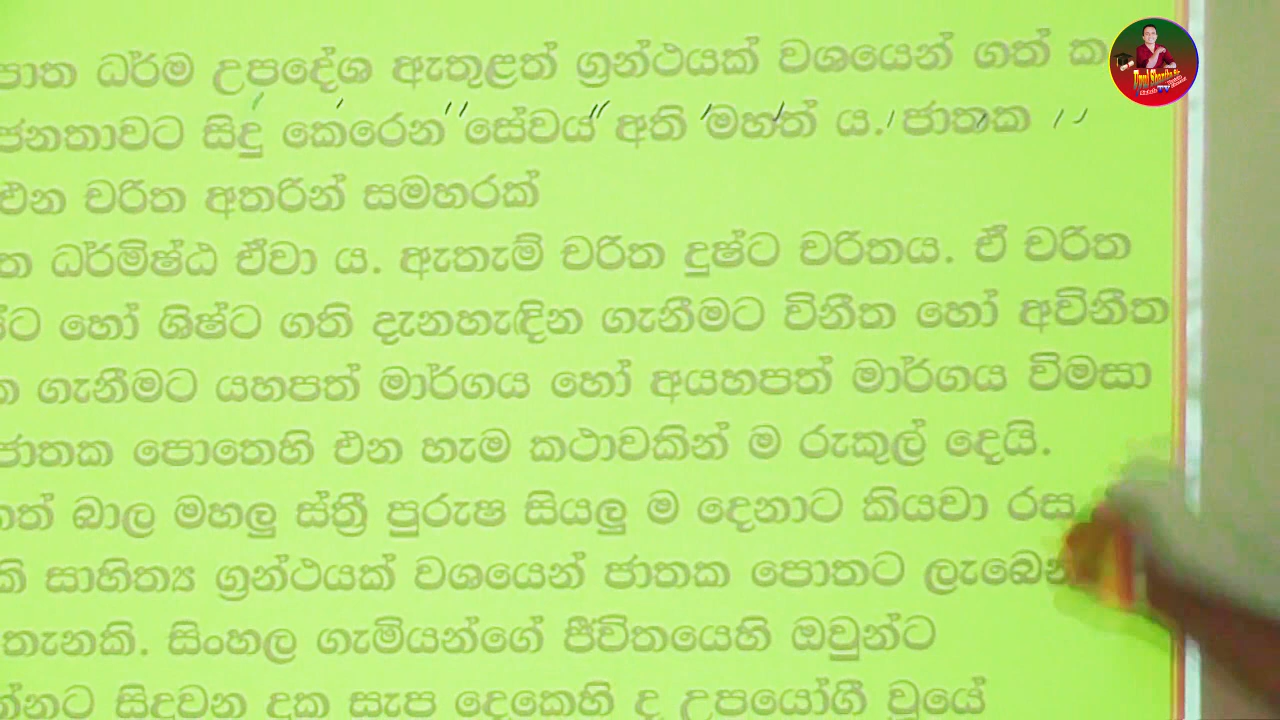 පාත ධර්ම උපදේශ ඇතුළත් ග්‍රන්ථයක් වශයෙන් ගත්
ජනතාවට සිදු කෙරෙන සේවය අති මහත් ය. ජාතක
එන චරිත අතරින් සමහරක්
ත ධර්මිෂ්ඨ ඒවා ය. ඇතැම් චරිත දුෂ්ට චරිතය. ඒ චරිත
ෂ්ට හෝ ශිෂ්ට ගති දැනහැඳින ගැනීමට විනීත හෝ අවිනීත
ක ගැනීමට යහපත් මාර්ගය හෝ අයහපත් මාර්ගය විමසා
ජාතක පොතෙහි එන හැම කථාවකින් ම රුකුල් දෙයි.
ගත් බාල මහලු ස්ත්‍රී පුරුෂ සියලු ම දෙනාට කියවා රස
කි සාහිත්‍ය ග්‍රන්ථයක් වශයෙන් ජාතක පොතට ලැබෙන
තැනකි. සිංහල ගැමියන්ගේ ජීවිතයෙහි ඔවුන්ට
න්නට සිදුවන දුක සැප දෙකෙහි ද උපයෝගී වූයේ